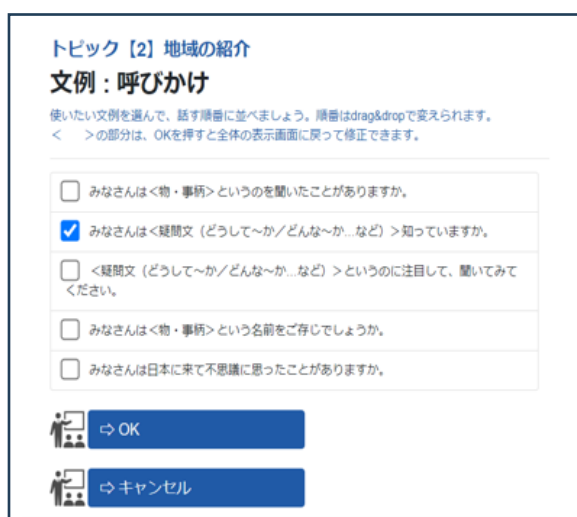 トピック【2】地域の紹介
文例：呼びかけ
使いたい文例を選んで、話す順番に並べましょう。順番はdrag&dropで変えられます。
＜　＞の部分は、OKを押すと全体の表示画面に戻って修正できます。
みなさんは＜物・事柄＞というのを聞いたことがありますか。
みなさんは＜疑問文（どうして～か／どんな～か...など）＞知っていますか。
＜疑問文（どうして～か／どんな～か...など）＞というのに注目して、聞いてみて
ください。
みなさんは＜物・事柄＞という名前をご存じでしょうか。
みなさんは日本に来て不思議に思ったことがありますか。
⇨ OK
⇨ キャンセル